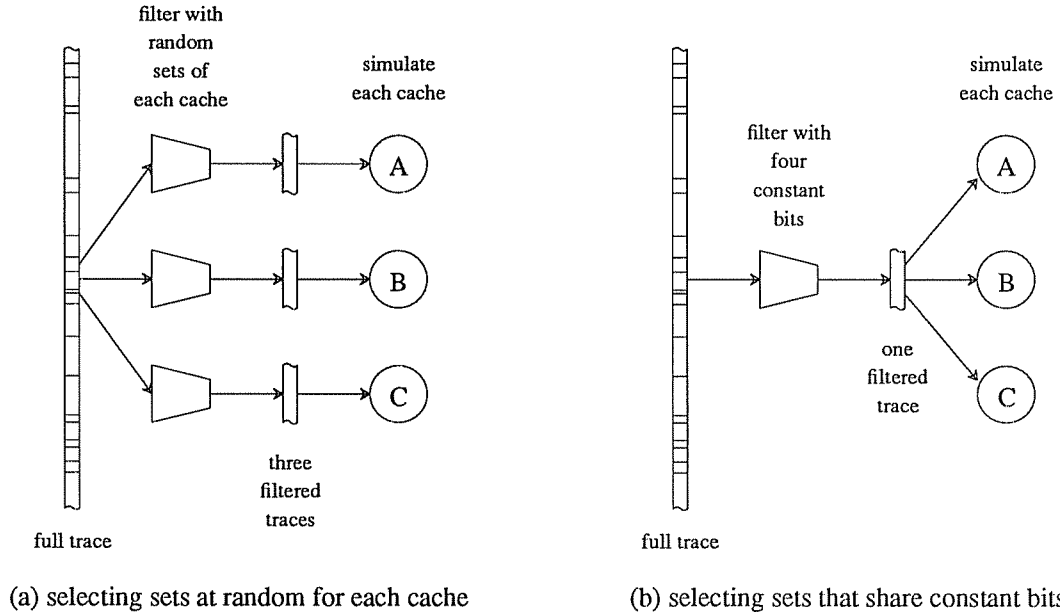 filter with
random
sets of
each cache
simulate
each cache
A
B
C
three
filtered
traces
full trace
(a) selecting sets at random for each cache
simulate
each cache
filter with
four
constant
bits
A
B
C
one
filtered
trace
full trace
(b) selecting sets that share constant bits